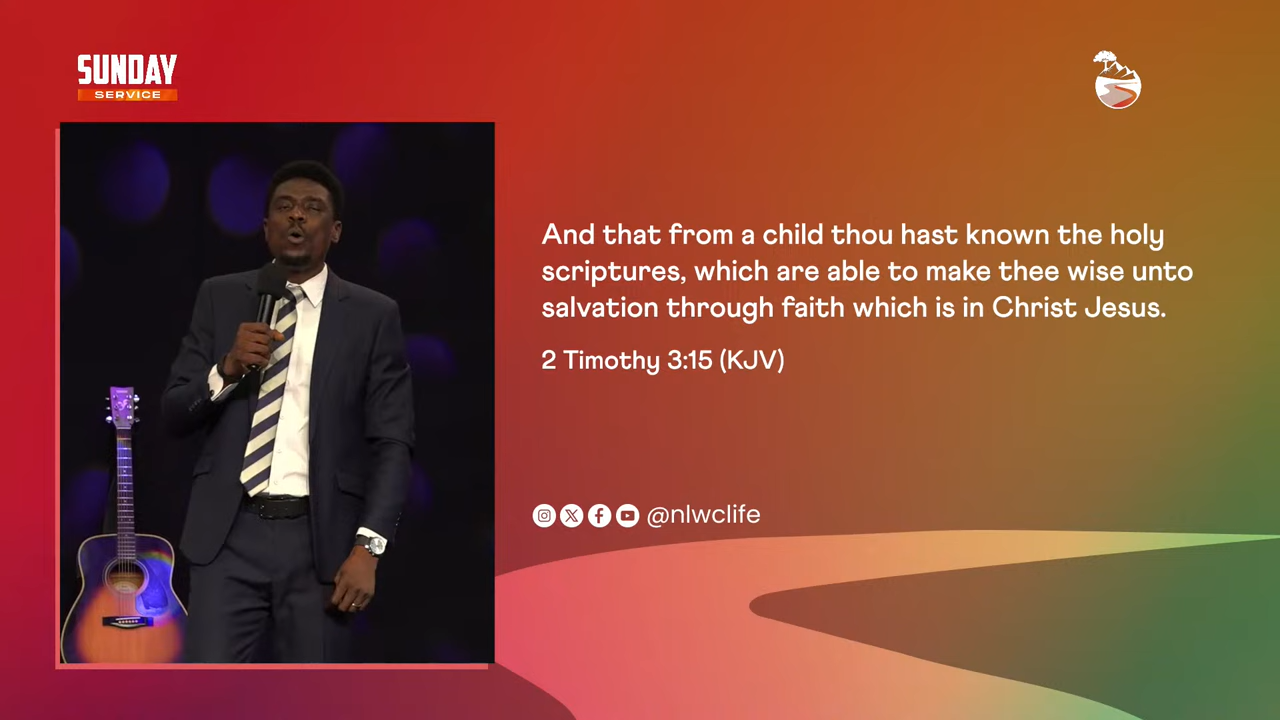 SUNDAY
SERVICE
And that from a child thou hast known the holy
scriptures, which are able to make thee wise unto
salvation through faith which is in Christ Jesus.
2 Timothy 3:15 (KJV)
@nlwclife